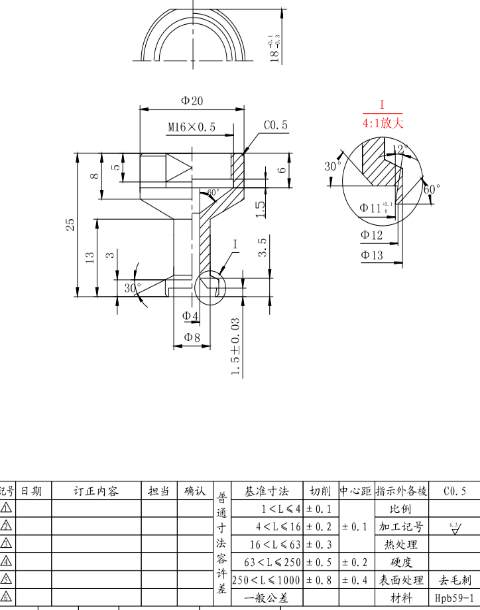 18-0.1-0.3
Φ20
M16×0.5
C0.5
I
4:1放大
5
8
6
30°
12°
60°
60°
1.5
25
Φ11
Φ12
13
3
I
3.5
Φ13
30°
Φ4
Φ8
1.5±0.03
记号 日期 订正内容 担当 确认 普通寸法容许差 基准寸法 切削 中心距 指示外各棱 C0.5
1<L≤4 ±0.1 ±0.1 比例
4<L≤16 ±0.2 加工记号
16<L≤63 ±0.3 热处理
63<L≤250 ±0.5 ±0.2 硬度
250<L≤1000 ±0.8 ±0.4 表面处理 去毛刺
一般公差 材料 Hpb59-1